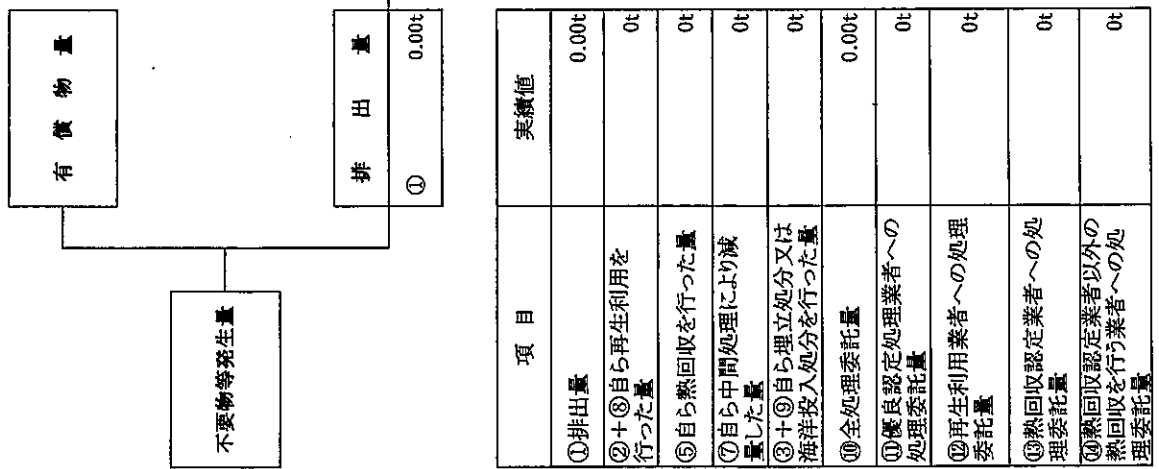 有償物量
不要物等発生量
排出量
① 0.00t
項目 実績値
①排出量 0.00t
②+⑧自ら再生利用を
行った量 0t
⑤自ら熱回収を行った量 0t
⑦自ら中間処理により減
量した量 0t
③+⑨自ら埋立処分又は
海洋投入処分を行った量 0t
⑩全処理委託量 0.00t
⑪優良認定処理業者への
処理委託量 0t
⑫再生利用業者への処理
委託量 0t
⑬熱回収認定業者への処
理委託量 0t
⑭熱回収認定業者以外の
熱回収を行う業者への処
理委託量 0t